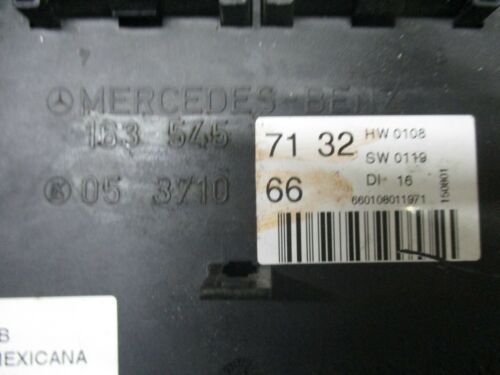 MERCEDES-BENZ
163 545
05 3710
71 32
66
HW 0108
SW 0119
DI 16
660108011971
150801
B
MEXICANA